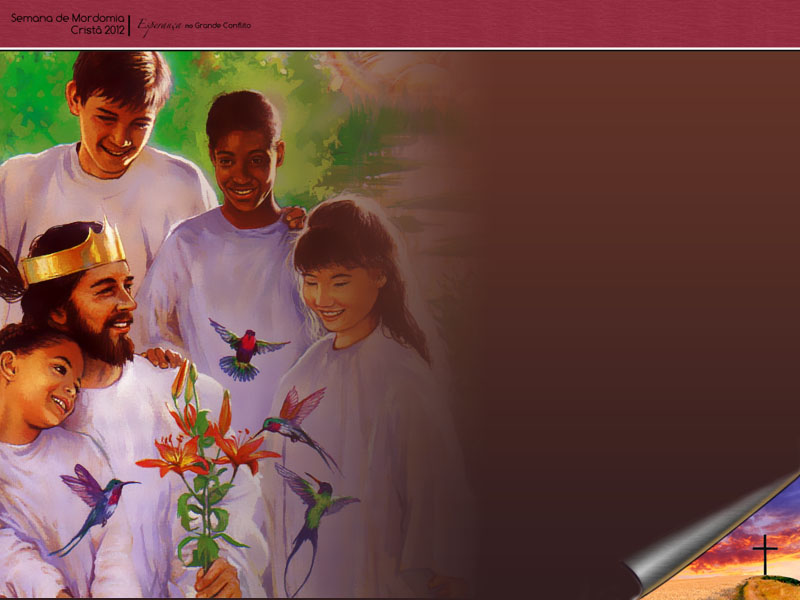 Semana de Mordomia
Cristã 2012
Esperança no Grande Conflito